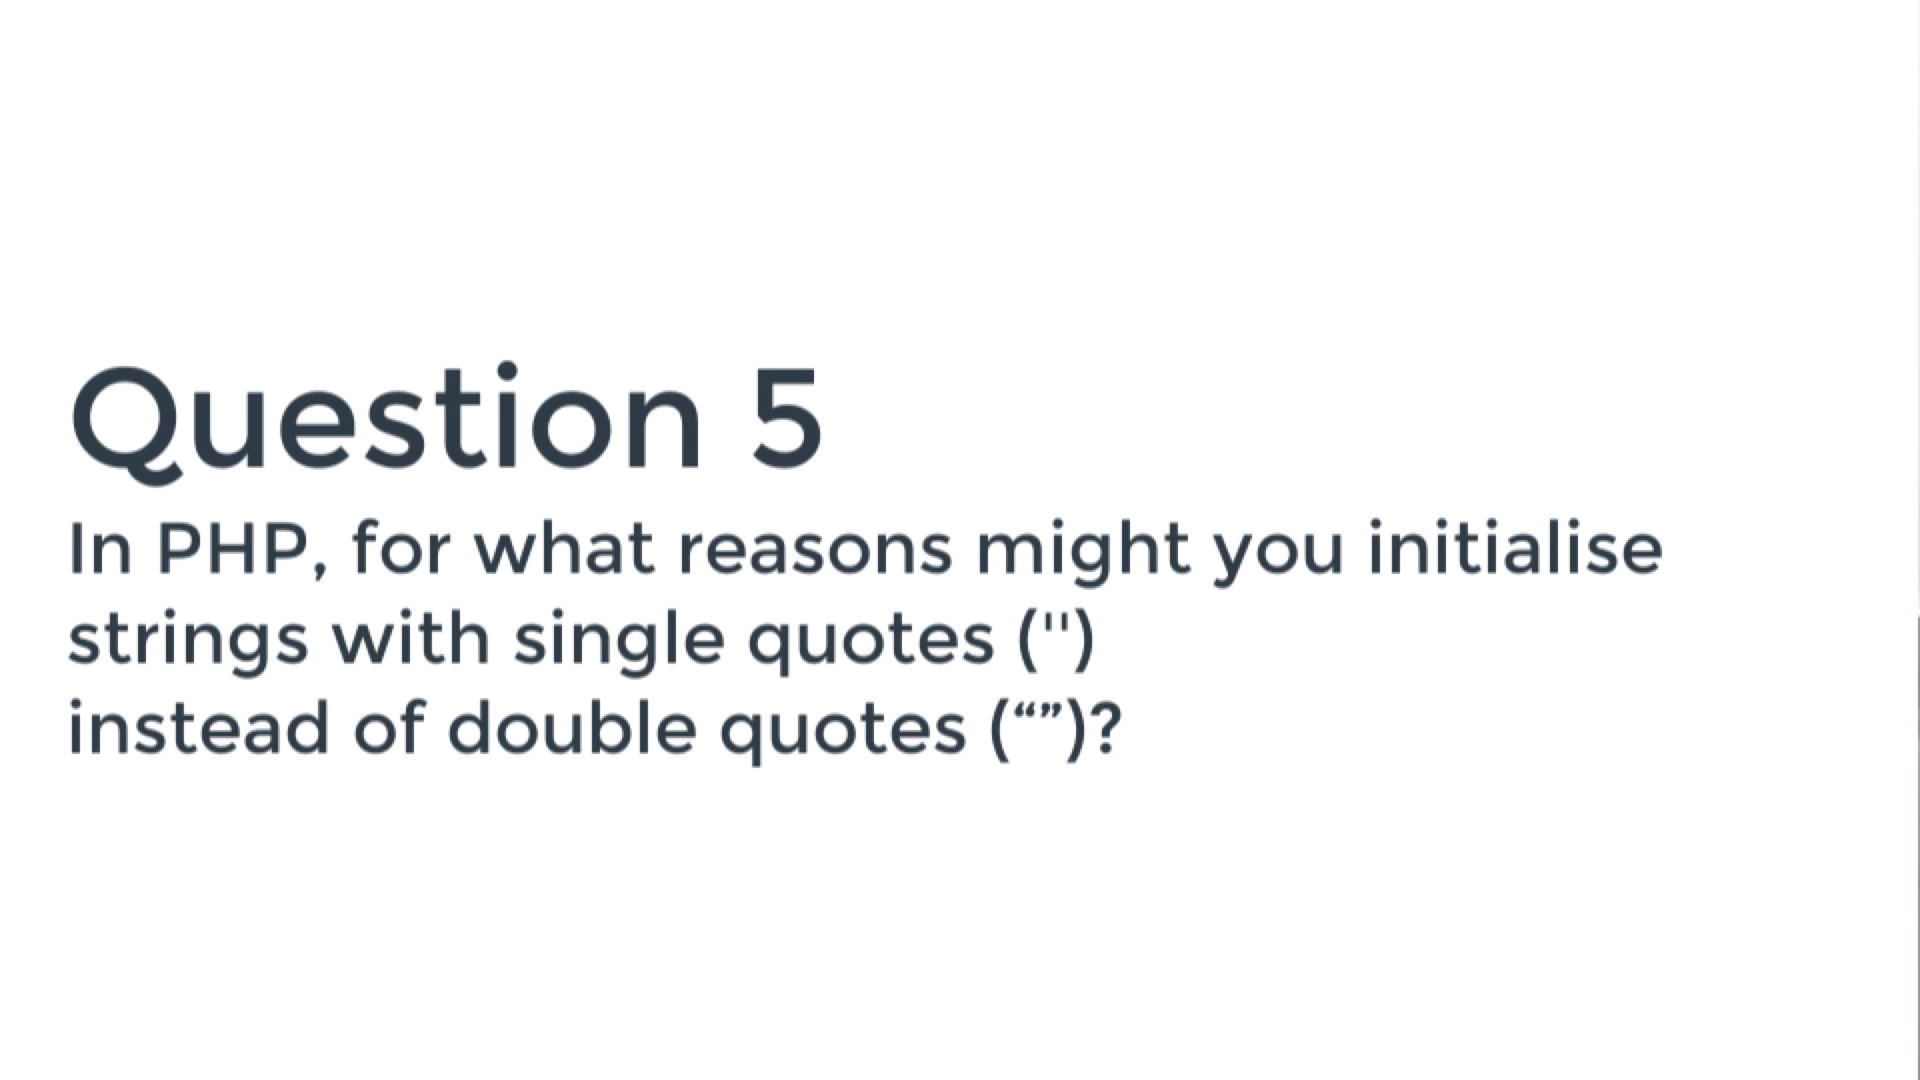 Question 5
In PHP, for what reasons might you initialise
strings with single quotes ('')
instead of double quotes (“”)?